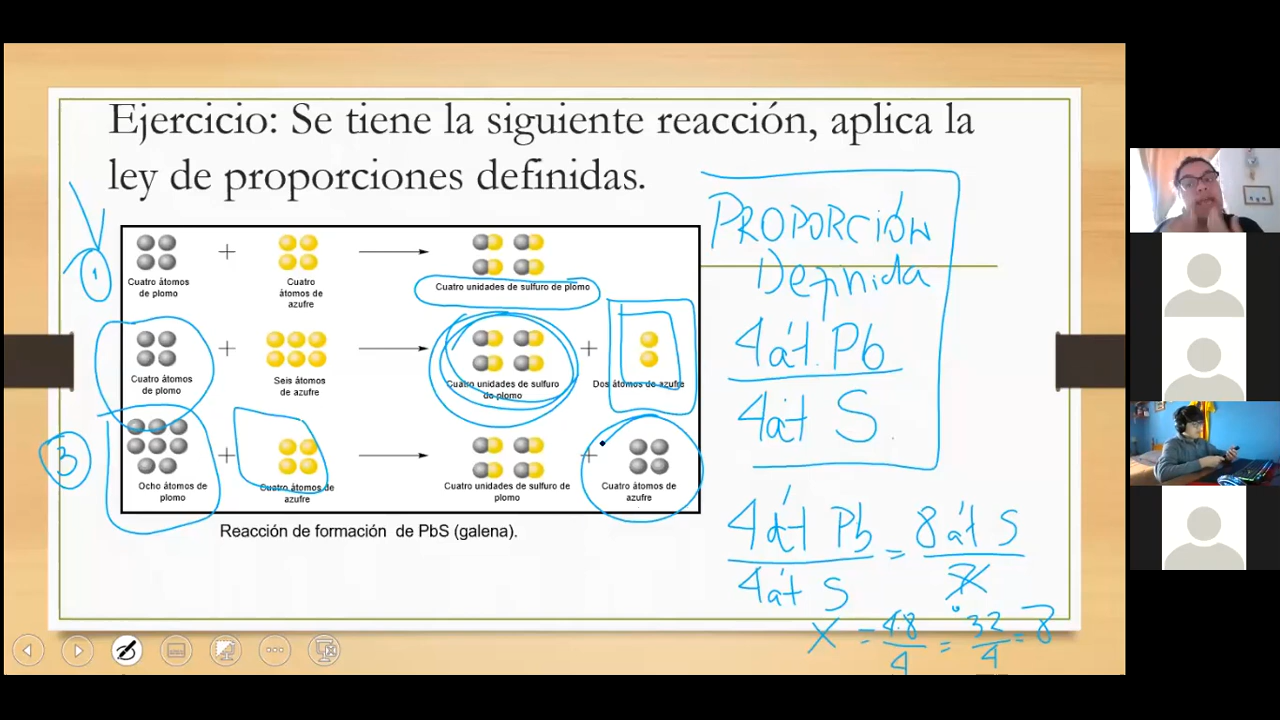 Ejercicio: Se tiene la siguiente reacción, aplica la
ley de proporciones definidas.
PROPORCIÓN
Definida
4 át. Pb
4 át S
1
+
Cuatro átomos
de plomo
Cuatro
átomos de
azufre
Cuatro unidades de sulfuro de plomo
+
+
Cuatro átomos
de plomo
Seis átomos
de azufre
Cuatro unidades de sulfuro
de plomo
Dos átomos de azufre
3
+
+
Ocho átomos de
plomo
Cuatro átomos de
azufre
Cuatro unidades de sulfuro de
plomo
Cuatro átomos de
azufre
Reacción de formación de PbS (galena).
4 át Pb = 8 át S
4 át S x
X = 4.8 = 32 = 8
4 4